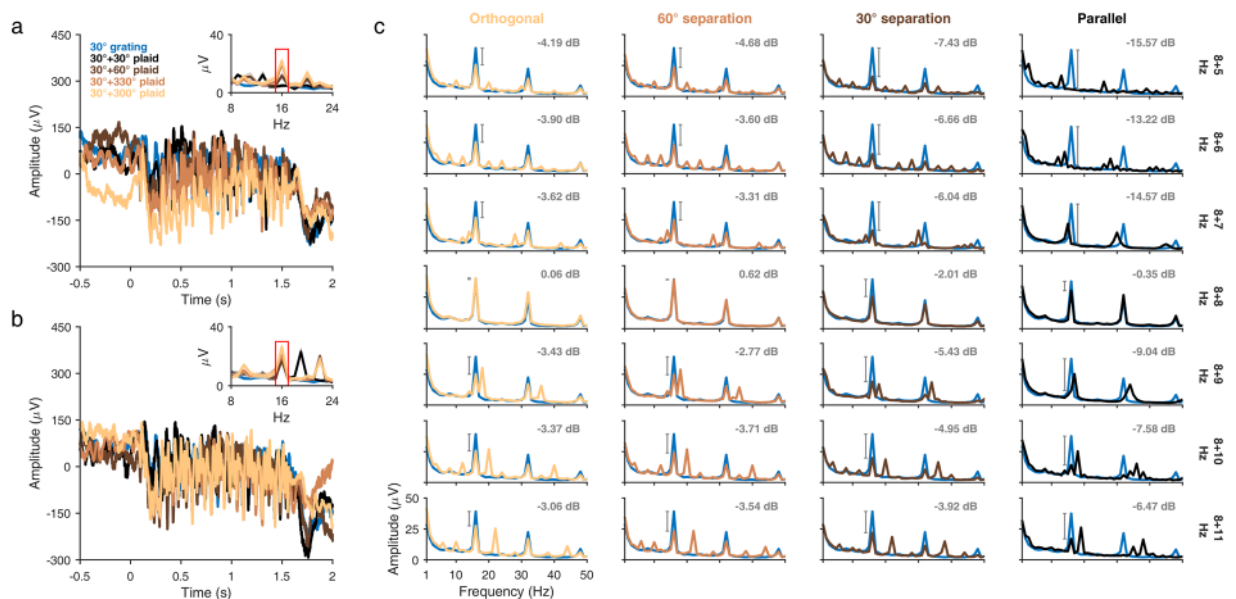 a
450
300
150
0
-150
-300
Amplitude (µV)
30° grating
30°+30° plaid
30°+60° plaid
30°+330° plaid
30°+300° plaid
40
0
µV
8
16
24
Hz
-0.5
0
0.5
1
1.5
2
Time (s)
b
450
300
150
0
-150
-300
Amplitude (µV)
40
0
µV
8
16
24
Hz
-0.5
0
0.5
1
1.5
2
Time (s)
c
Orthogonal
60° separation
30° separation
Parallel
-4.19 dB
-4.68 dB
-7.43 dB
-15.57 dB
8+5 Hz
-3.90 dB
-3.60 dB
-6.66 dB
-13.22 dB
8+6 Hz
-3.62 dB
-3.31 dB
-6.04 dB
-14.57 dB
8+7 Hz
0.06 dB
0.62 dB
-2.01 dB
-0.35 dB
8+8 Hz
-3.43 dB
-2.77 dB
-5.43 dB
-9.04 dB
8+9 Hz
-3.37 dB
-3.71 dB
-4.95 dB
-7.58 dB
8+10 Hz
-3.06 dB
-3.54 dB
-3.92 dB
-6.47 dB
8+11 Hz
50
25
0
Amplitude (µV)
1
10
20
30
40
50
Frequency (Hz)